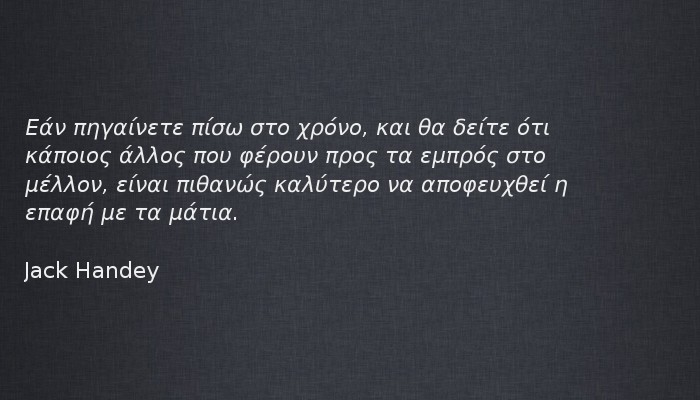 Εάν πηγαίνετε πίσω στο χρόνο, και θα δείτε ότι
κάποιος άλλος που φέρουν προς τα εμπρός στο
μέλλον, είναι πιθανώς καλύτερο να αποφευχθεί η
επαφή με τα μάτια.
Jack Handey